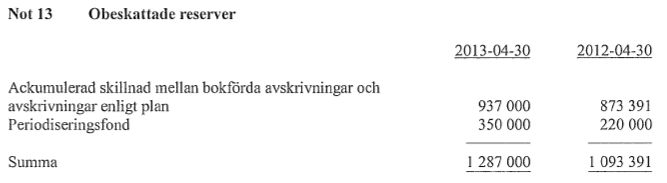 Not 13 Obeskattade reserver
2013-04-30 2012-04-30
Ackumulerad skillnad mellan bokförda avskrivningar och
avskrivningar enligt plan 937 000 873 391
Periodiseringsfond 350 000 220 000
Summa 1 287 000 1 093 391